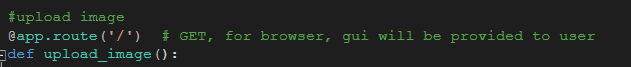 #upload image
@app.route('/')  # GET, for browser, gui will be provided to user
def upload_image():